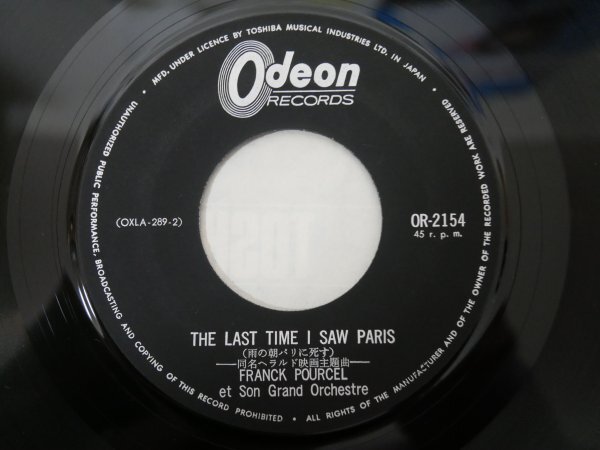 • MFD. UNDER LICENCE BY TOSHIBA MUSICAL INDUSTRIES LTD. IN JAPAN •
Odeon
RECORDS
(OXLA-289-2)
OR-2154
45 r.p.m.
THE LAST TIME I SAW PARIS
(雨の朝パリに死す)
——同名ヘラルド映画主題曲——
FRANCK POURCEL
et Son Grand Orchestre
UNAUTHORIZED PUBLIC PERFORMANCE, BROADCASTING AND COPYING OF THIS RECORD PROHIBITED • ALL RIGHTS OF THE MANUFACTURER AND OF THE OWNER OF THE RECORDED WORK ARE RESERVED